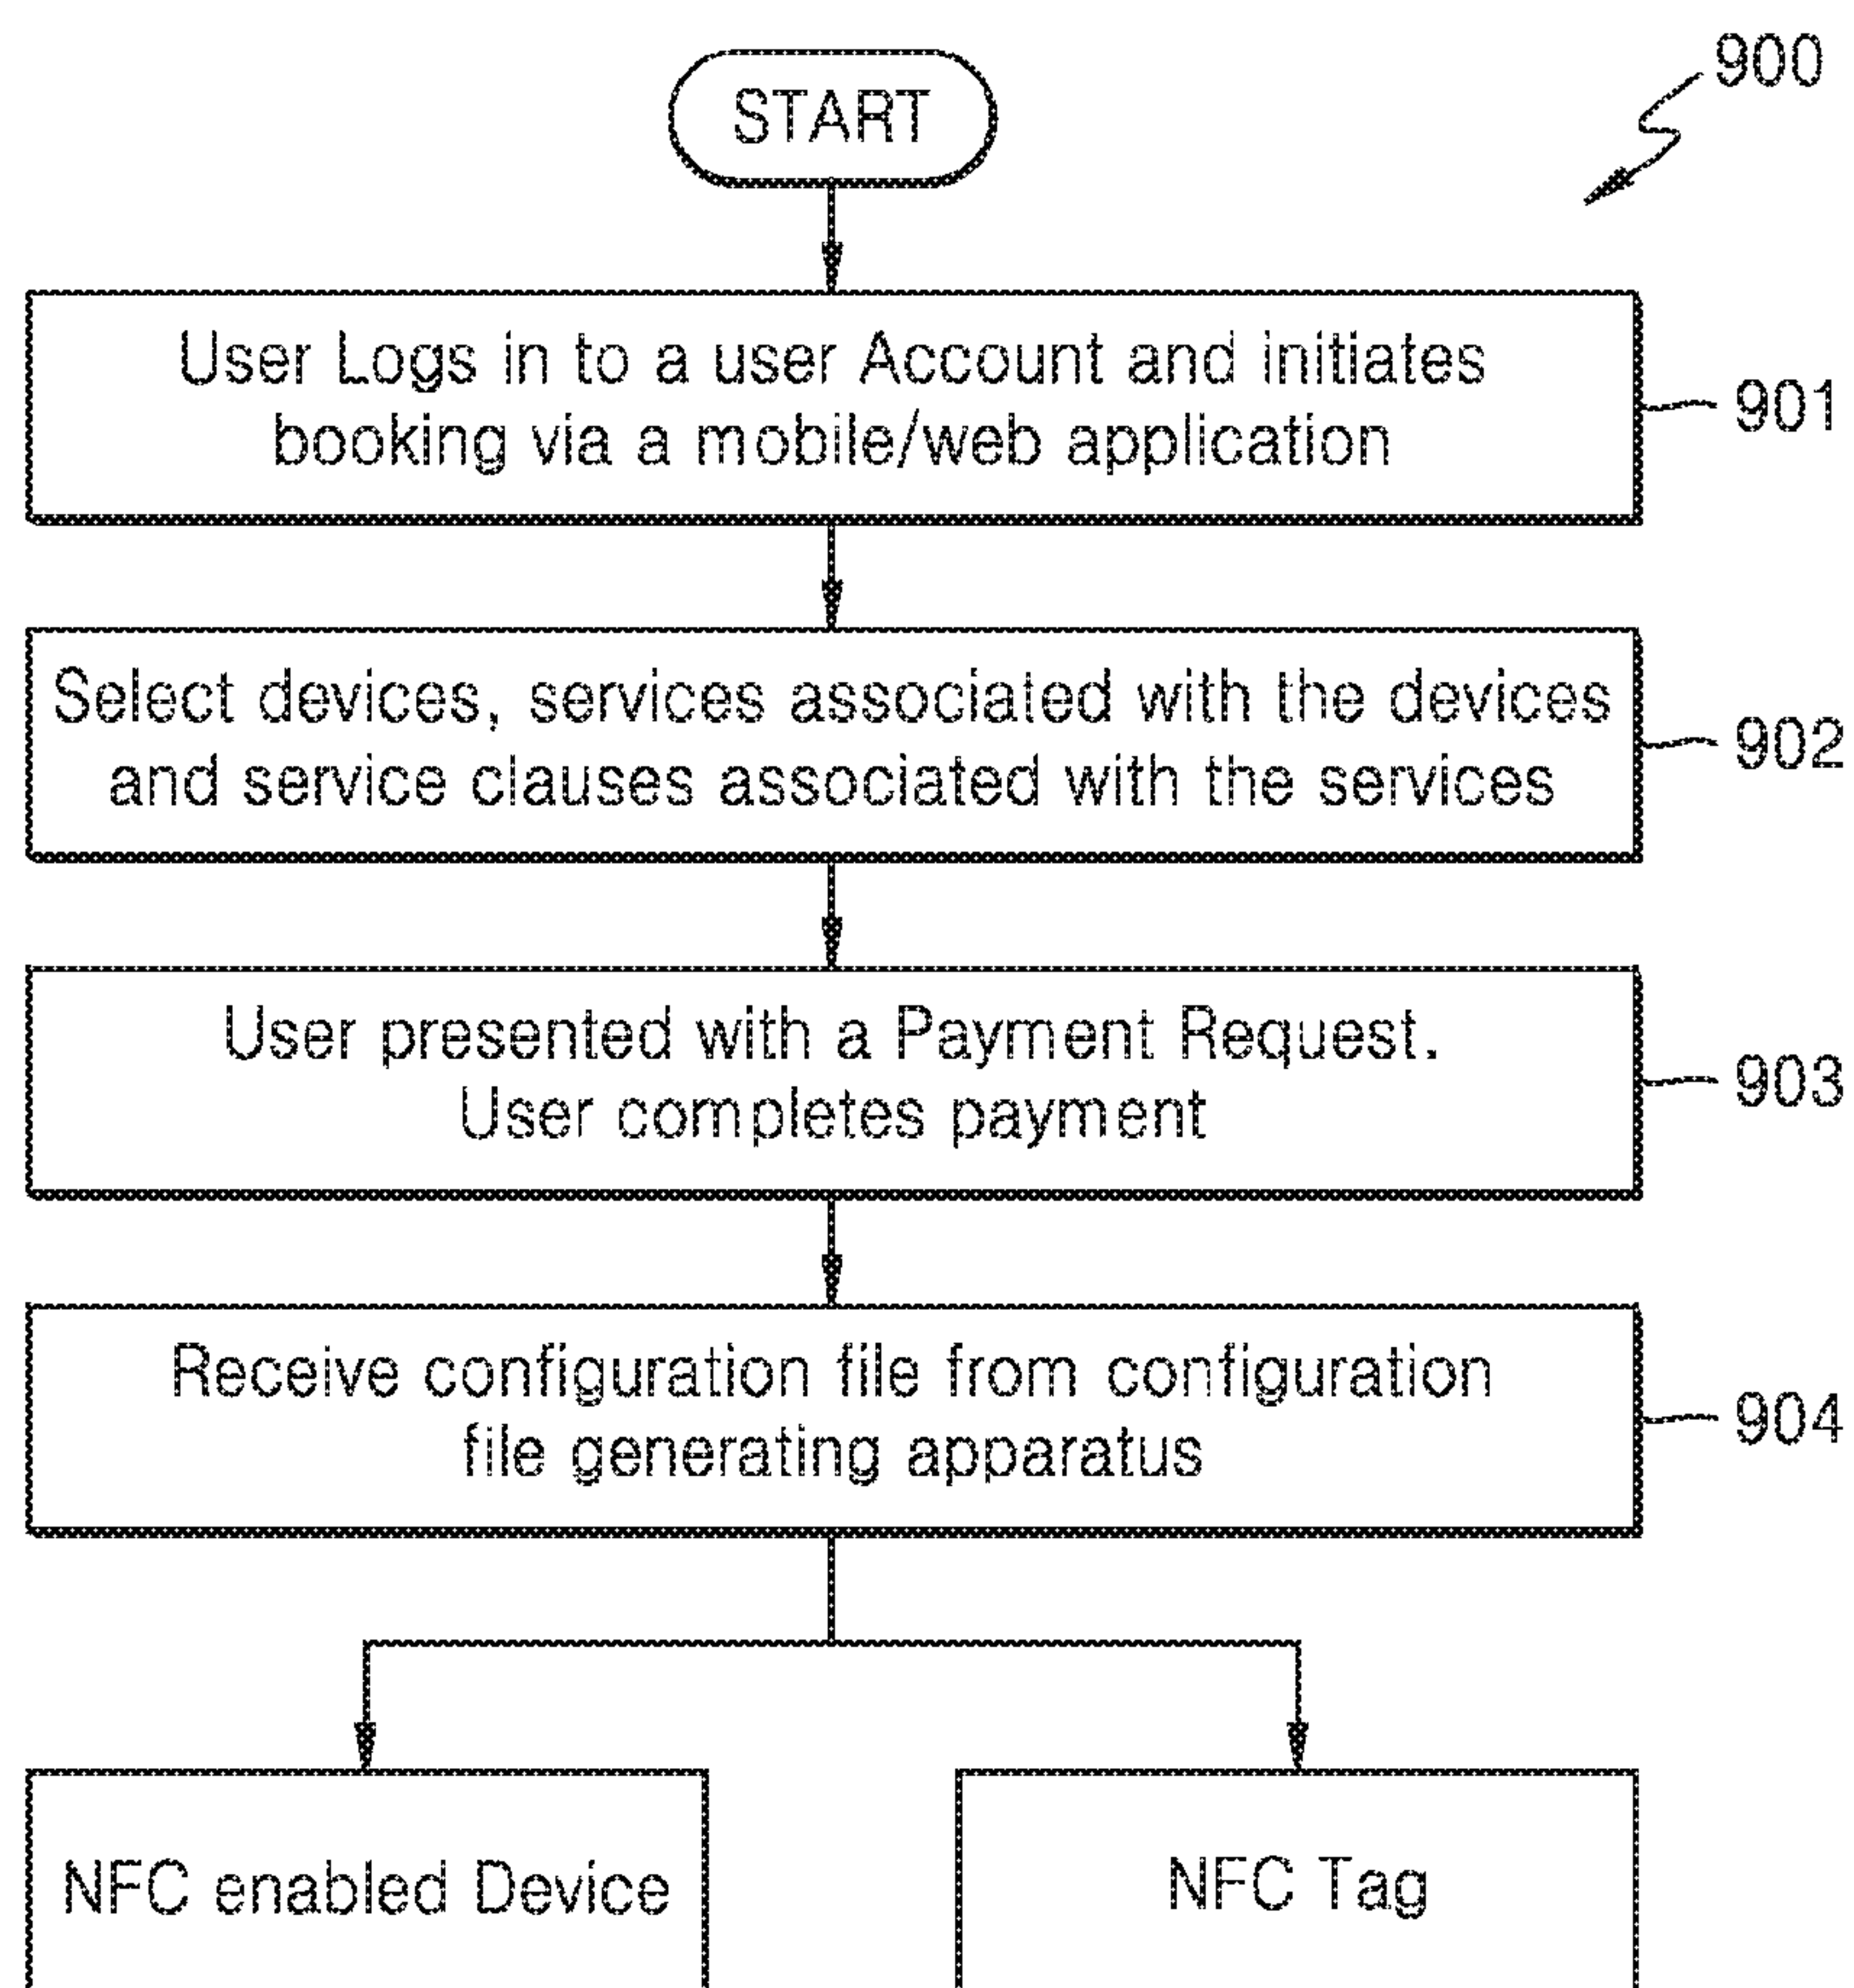 START
900
User Logs in to a user Account and initiates
booking via a mobile/web application
901
Select devices, services associated with the devices
and service clauses associated with the services
902
User presented with a Payment Request.
User completes payment
903
Receive configuration file from configuration
file generating apparatus
904
NFC enabled Device
NFC Tag